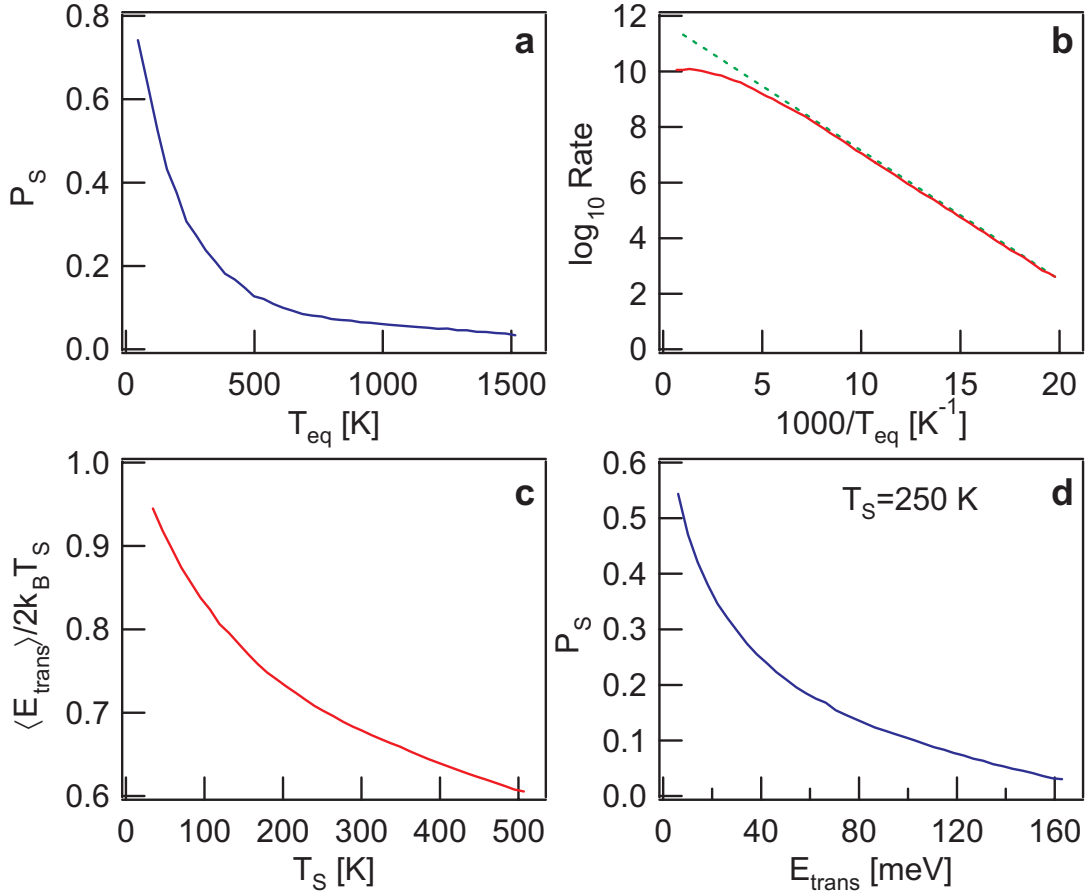 a
0.8
0.6
0.4
0.2
0.0
P_S
0 500 1000 1500
T_eq [K]
b
12
10
8
6
4
2
0
log_10 Rate
0 5 10 15 20
1000/T_eq [K^-1]
c
1.0
0.9
0.8
0.7
0.6
⟨E_trans⟩/2k_B T_S
0 100 200 300 400 500
T_S [K]
T_S=250 K d
0.6
0.5
0.4
0.3
0.2
0.1
0.0
P_S
0 40 80 120 160
E_trans [meV]